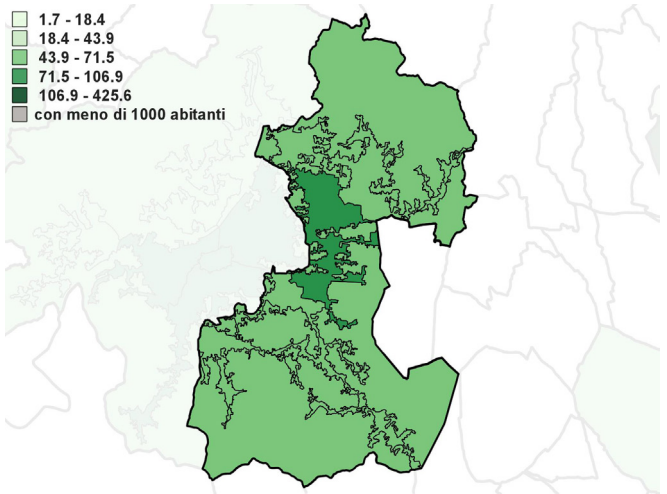 1.7 - 18.4
18.4 - 43.9
43.9 - 71.5
71.5 - 106.9
106.9 - 425.6
con meno di 1000 abitanti